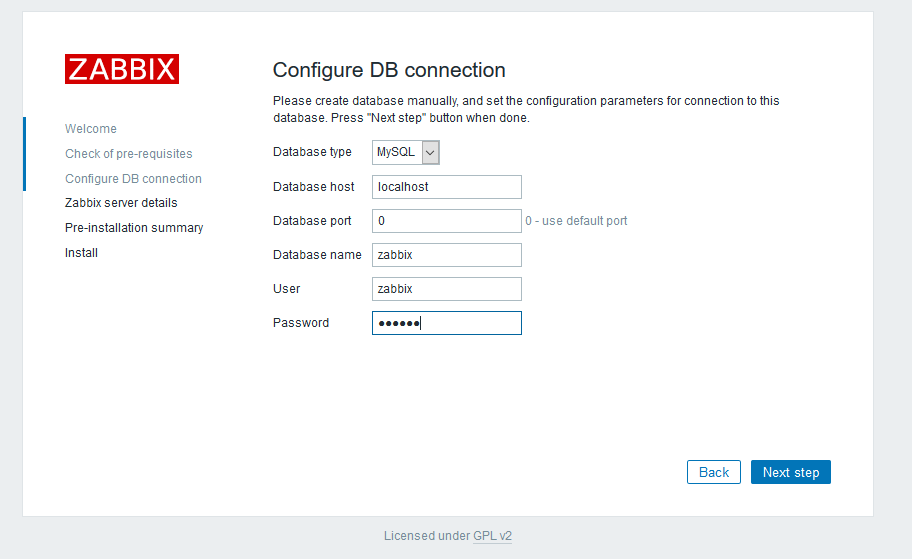 ZABBIX
Welcome
Check of pre-requisites
Configure DB connection
Zabbix server details
Pre-installation summary
Install
Configure DB connection
Please create database manually, and set the configuration parameters for connection to this
database. Press "Next step" button when done.
Database type MySQL
Database host localhost
Database port 0 0 - use default port
Database name zabbix
User zabbix
Password ●●●●●●
Back Next step
Licensed under GPL v2